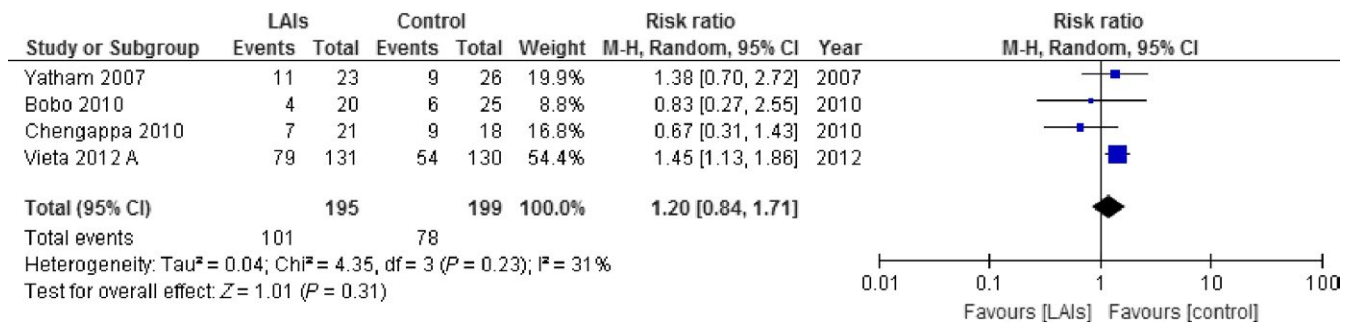 LAIs Control Risk ratio Risk ratio
Study or Subgroup Events Total Events Total Weight M-H, Random, 95% CI Year M-H, Random, 95% CI
Yatham 2007 11 23 9 26 19.9% 1.38 [0.70, 2.72] 2007
Bobo 2010 4 20 6 25 8.8% 0.83 [0.27, 2.55] 2010
Chengappa 2010 7 21 9 18 16.8% 0.67 [0.31, 1.43] 2010
Vieta 2012 A 79 131 54 130 54.4% 1.45 [1.13, 1.86] 2012
Total (95% CI) 195 199 100.0% 1.20 [0.84, 1.71]
Total events 101 78
Heterogeneity: Tau² = 0.04; Chi² = 4.35, df = 3 (P = 0.23); I² = 31%
Test for overall effect: Z = 1.01 (P = 0.31)
0.01 0.1 1 10 100
Favours [LAIs] Favours [control]